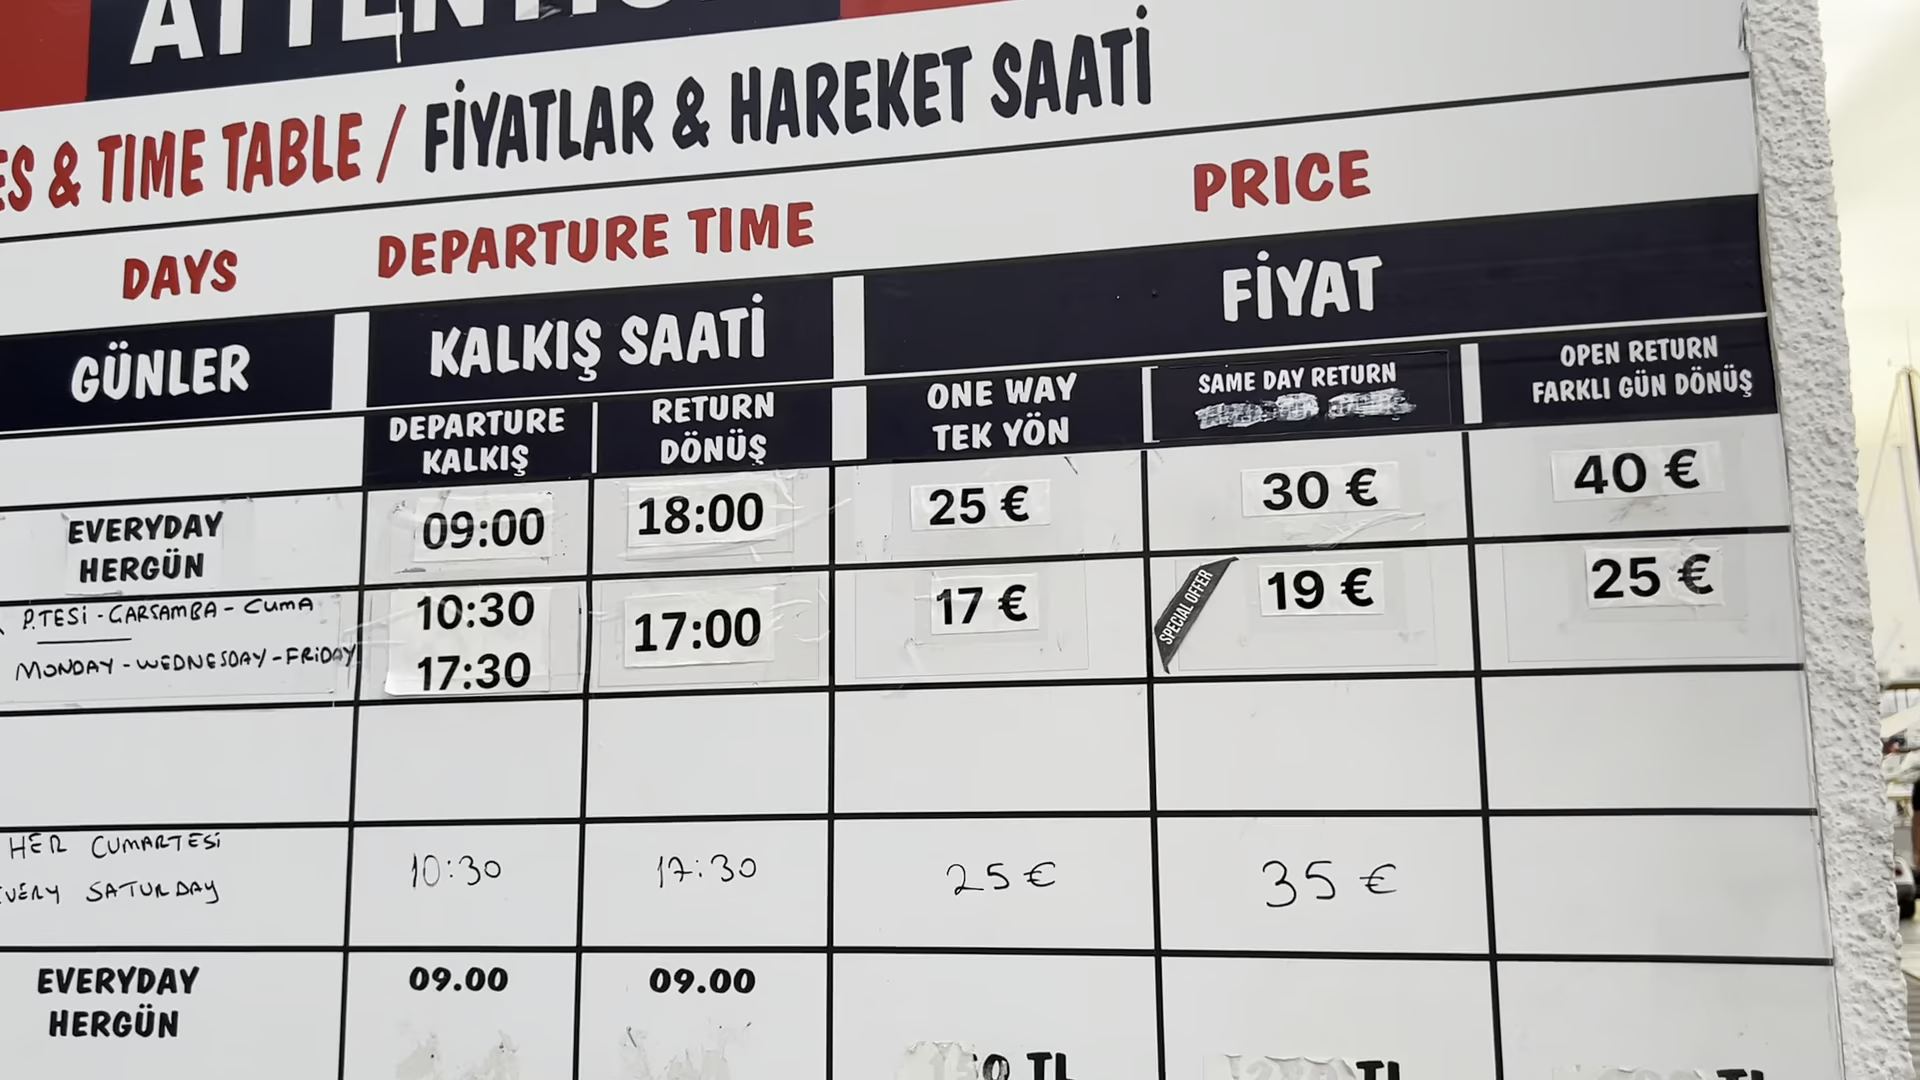 ES & TIME TABLE / FİYATLAR & HAREKET SAATİ
DAYS DEPARTURE TIME PRICE
GÜNLER KALKIŞ SAATİ FİYAT
DEPARTURE KALKIŞ
RETURN DÖNÜŞ
ONE WAY TEK YÖN
SAME DAY RETURN
OPEN RETURN FARKLI GÜN DÖNÜŞ
EVERYDAY HERGÜN
09:00 18:00 25 € 30 € 40 €
P.TESİ - ÇARŞAMBA - CUMA
MONDAY - WEDNESDAY - FRİDAY
10:30
17:30
17:00 17 € SPECIAL OFFER 19 € 25 €
HER CUMARTESİ
EVERY SATURDAY
10:30 17:30 25 € 35 €
EVERYDAY HERGÜN
09.00 09.00
TL TL